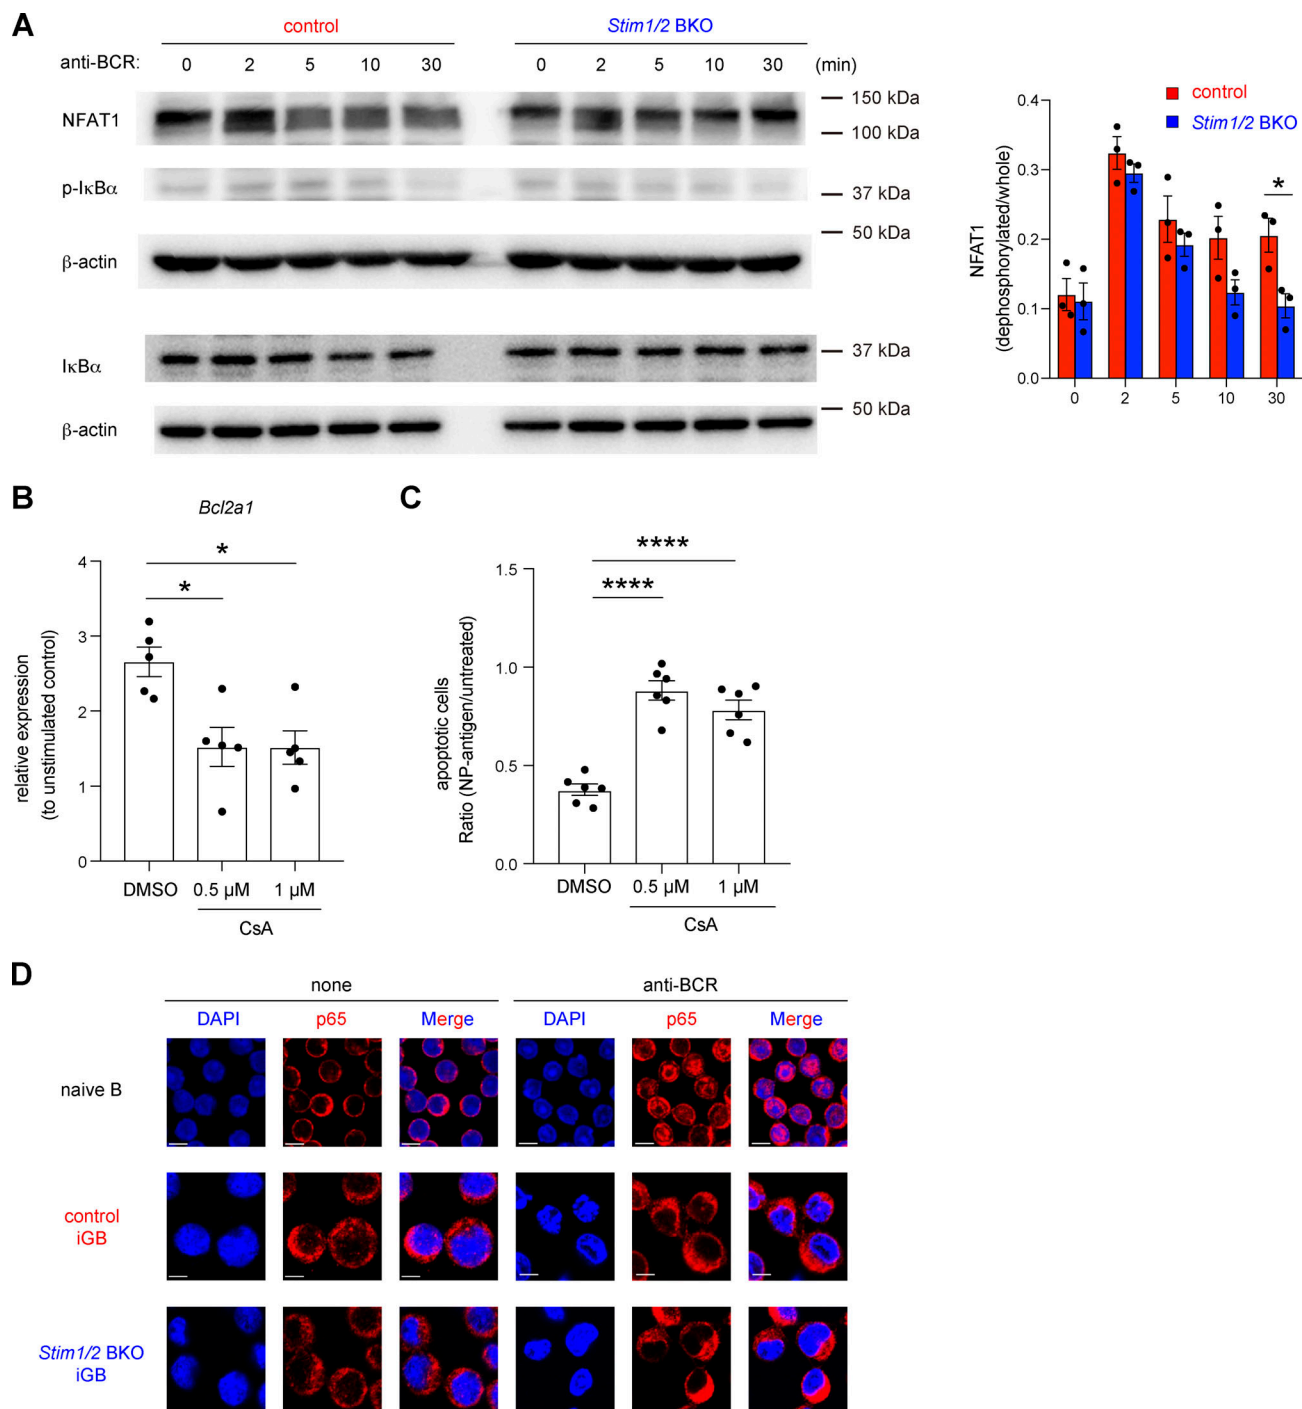 A
control
Stim1/2 BKO
anti-BCR: 0 2 5 10 30 0 2 5 10 30 (min)
NFAT1
150 kDa
100 kDa
p-IκBα
37 kDa
50 kDa
β-actin
IκBα
37 kDa
50 kDa
β-actin
control
Stim1/2 BKO
NFAT1
(dephosphorylated/whole)
0.4
0.3
0.2
0.1
0.0
*
0 2 5 10 30
B
Bcl2a1
relative expression
(to unstimulated control)
4
3
2
1
0
*
*
DMSO 0.5 μM 1 μM
CsA
C
apoptotic cells
Ratio (NP-antigen/untreated)
1.5
1.0
0.5
0.0
****
****
DMSO 0.5 μM 1 μM
CsA
D
none anti-BCR
DAPI p65 Merge DAPI p65 Merge
naive B
control
iGB
Stim1/2 BKO
iGB